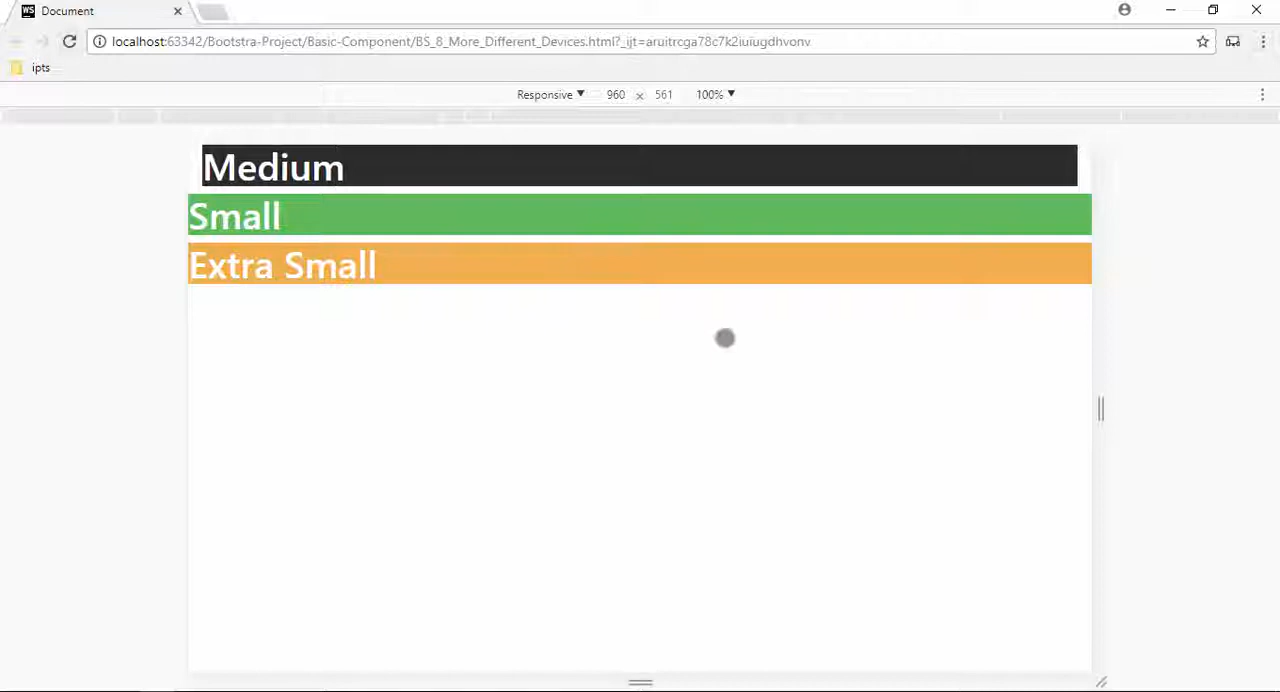 WS Document
localhost:63342/Bootstra-Project/Basic-Component/BS_8_More_Different_Devices.html?_ijt=aruitrcga78c7k2iuiugdhvonv
ipts
Responsive 960 x 561 100%
Medium
Small
Extra Small